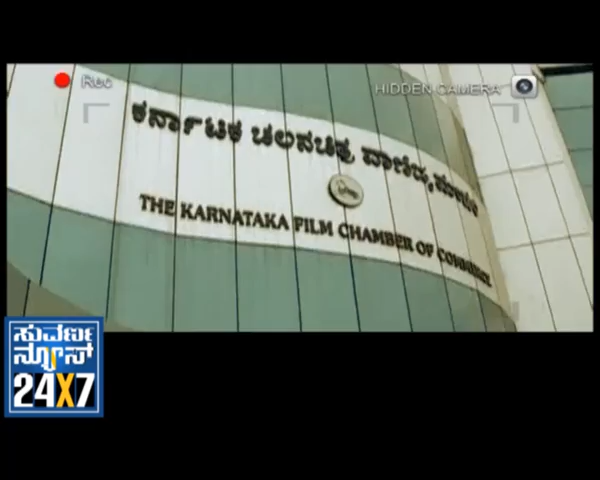 Rec
HIDDEN CAMERA
ಕರ್ನಾಟಕ ಚಲನಚಿತ್ರ ವಾಣಿಜ್ಯ ಮಂಡಳಿ
THE KARNATAKA FILM CHAMBER OF COMMERCE
ಸುವರ್ಣ
ನ್ಯೂಸ್
24X7